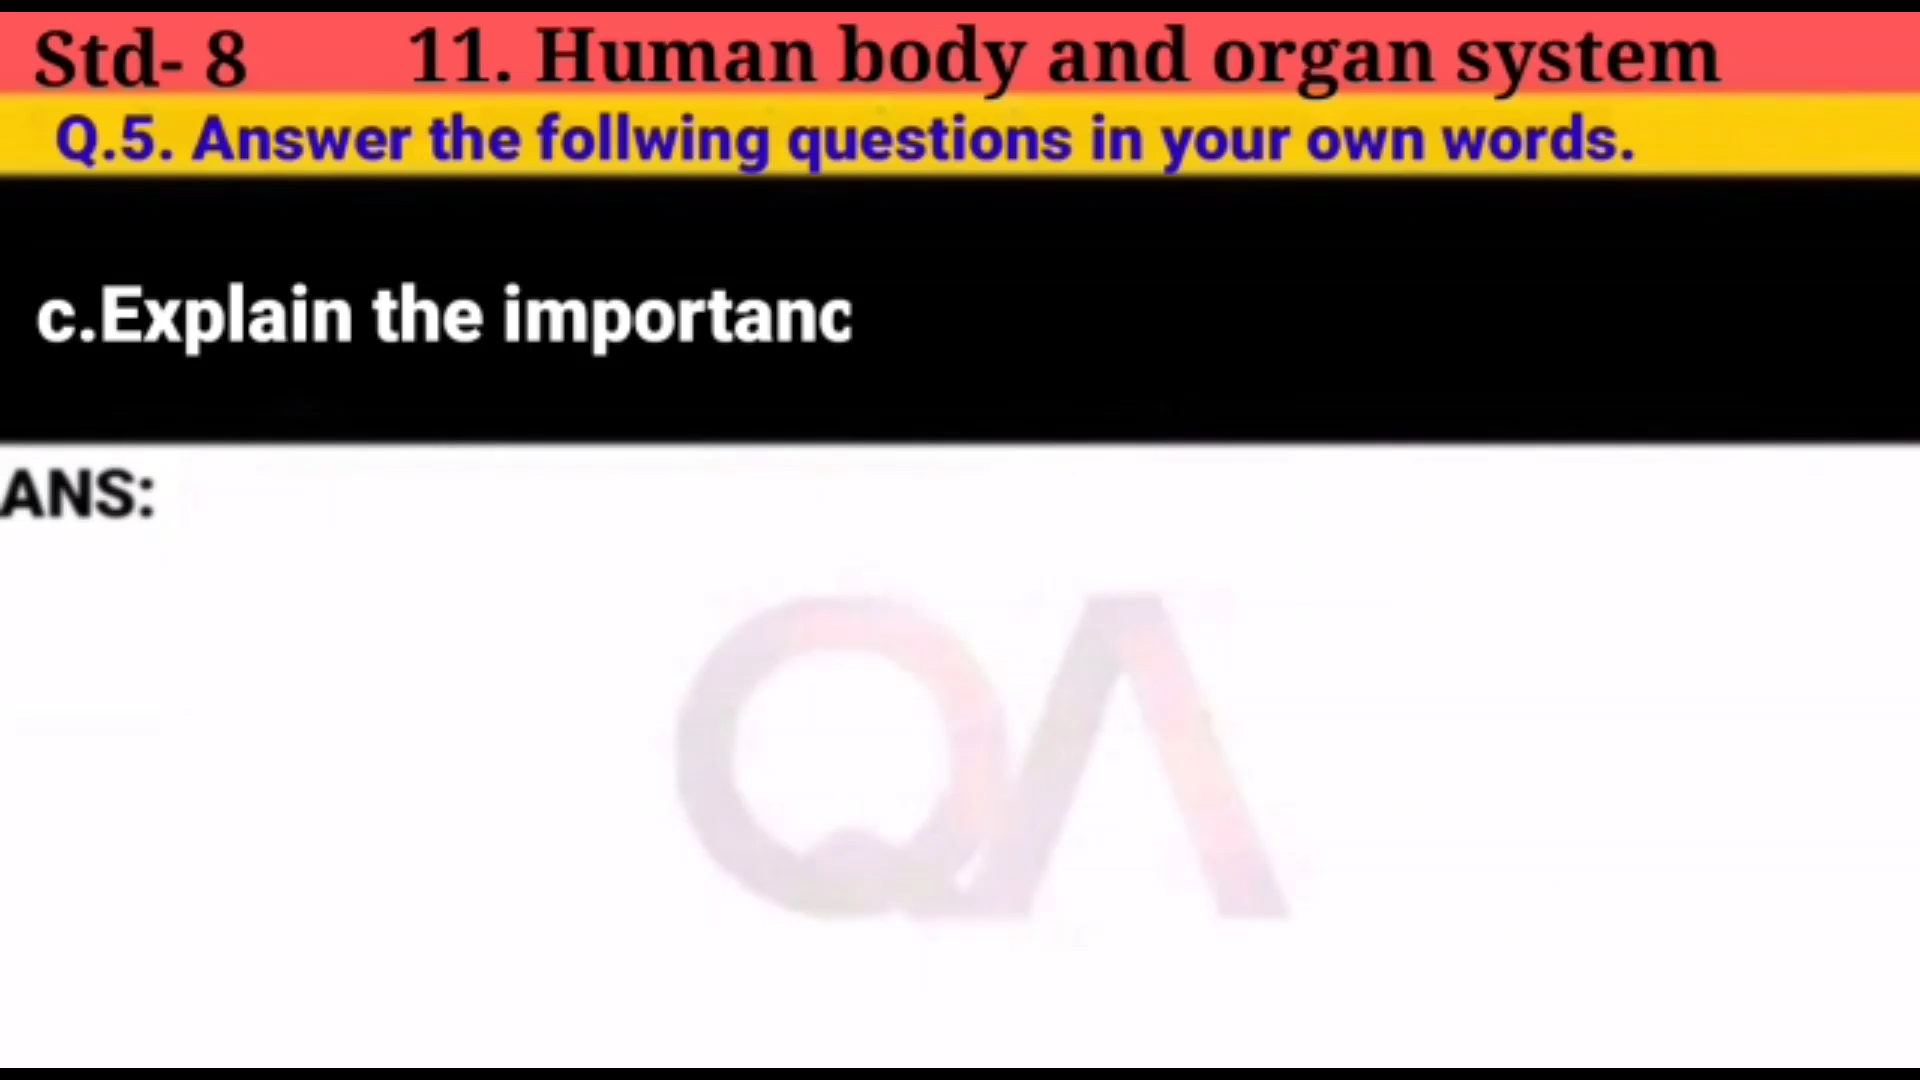 Std- 8 11. Human body and organ system
Q.5. Answer the follwing questions in your own words.
c.Explain the importanc
ANS:
QA